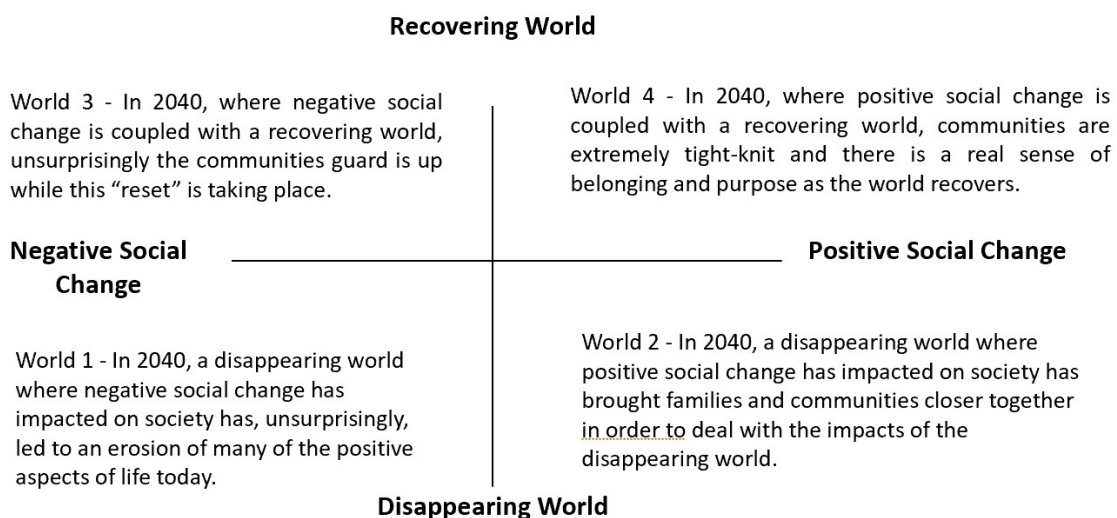 Recovering World
World 3 - In 2040, where negative social
change is coupled with a recovering world,
unsurprisingly the communities guard is up
while this “reset” is taking place.
World 4 - In 2040, where positive social change is
coupled with a recovering world, communities are
extremely tight-knit and there is a real sense of
belonging and purpose as the world recovers.
Negative Social
Change
Positive Social Change
World 1 - In 2040, a disappearing world
where negative social change has
impacted on society has, unsurprisingly,
led to an erosion of many of the positive
aspects of life today.
World 2 - In 2040, a disappearing world where
positive social change has impacted on society has
brought families and communities closer together
in order to deal with the impacts of the
disappearing world.
Disappearing World